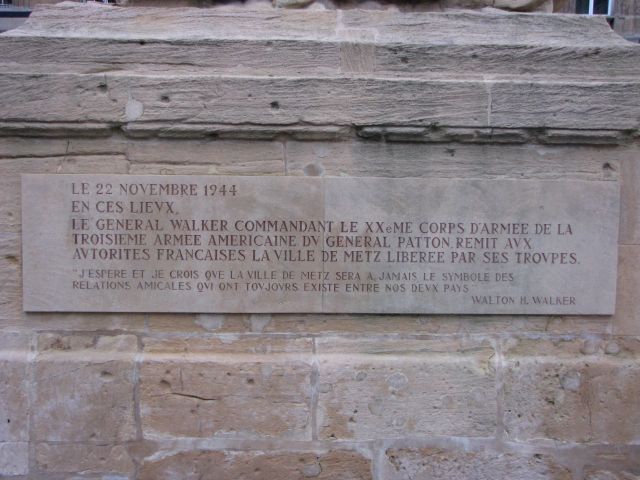 LE 22 NOVEMBRE 1944
EN CES LIEVX,
LE GENERAL WALKER COMMANDANT LE XXeME CORPS D'ARMEE DE LA
TROISIEME ARMEE AMERICAINE DV GENERAL PATTON, REMIT AVX
AVTORITES FRANCAISES LA VILLE DE METZ LIBEREE PAR SES TROVPES.
"J'ESPERE ET JE CROIS QVE LA VILLE DE METZ SERA A JAMAIS LE SYMBOLE DES
RELATIONS AMICALES QVI ONT TOVJOVRS EXISTE ENTRE NOS DEVX PAYS"
WALTON H. WALKER